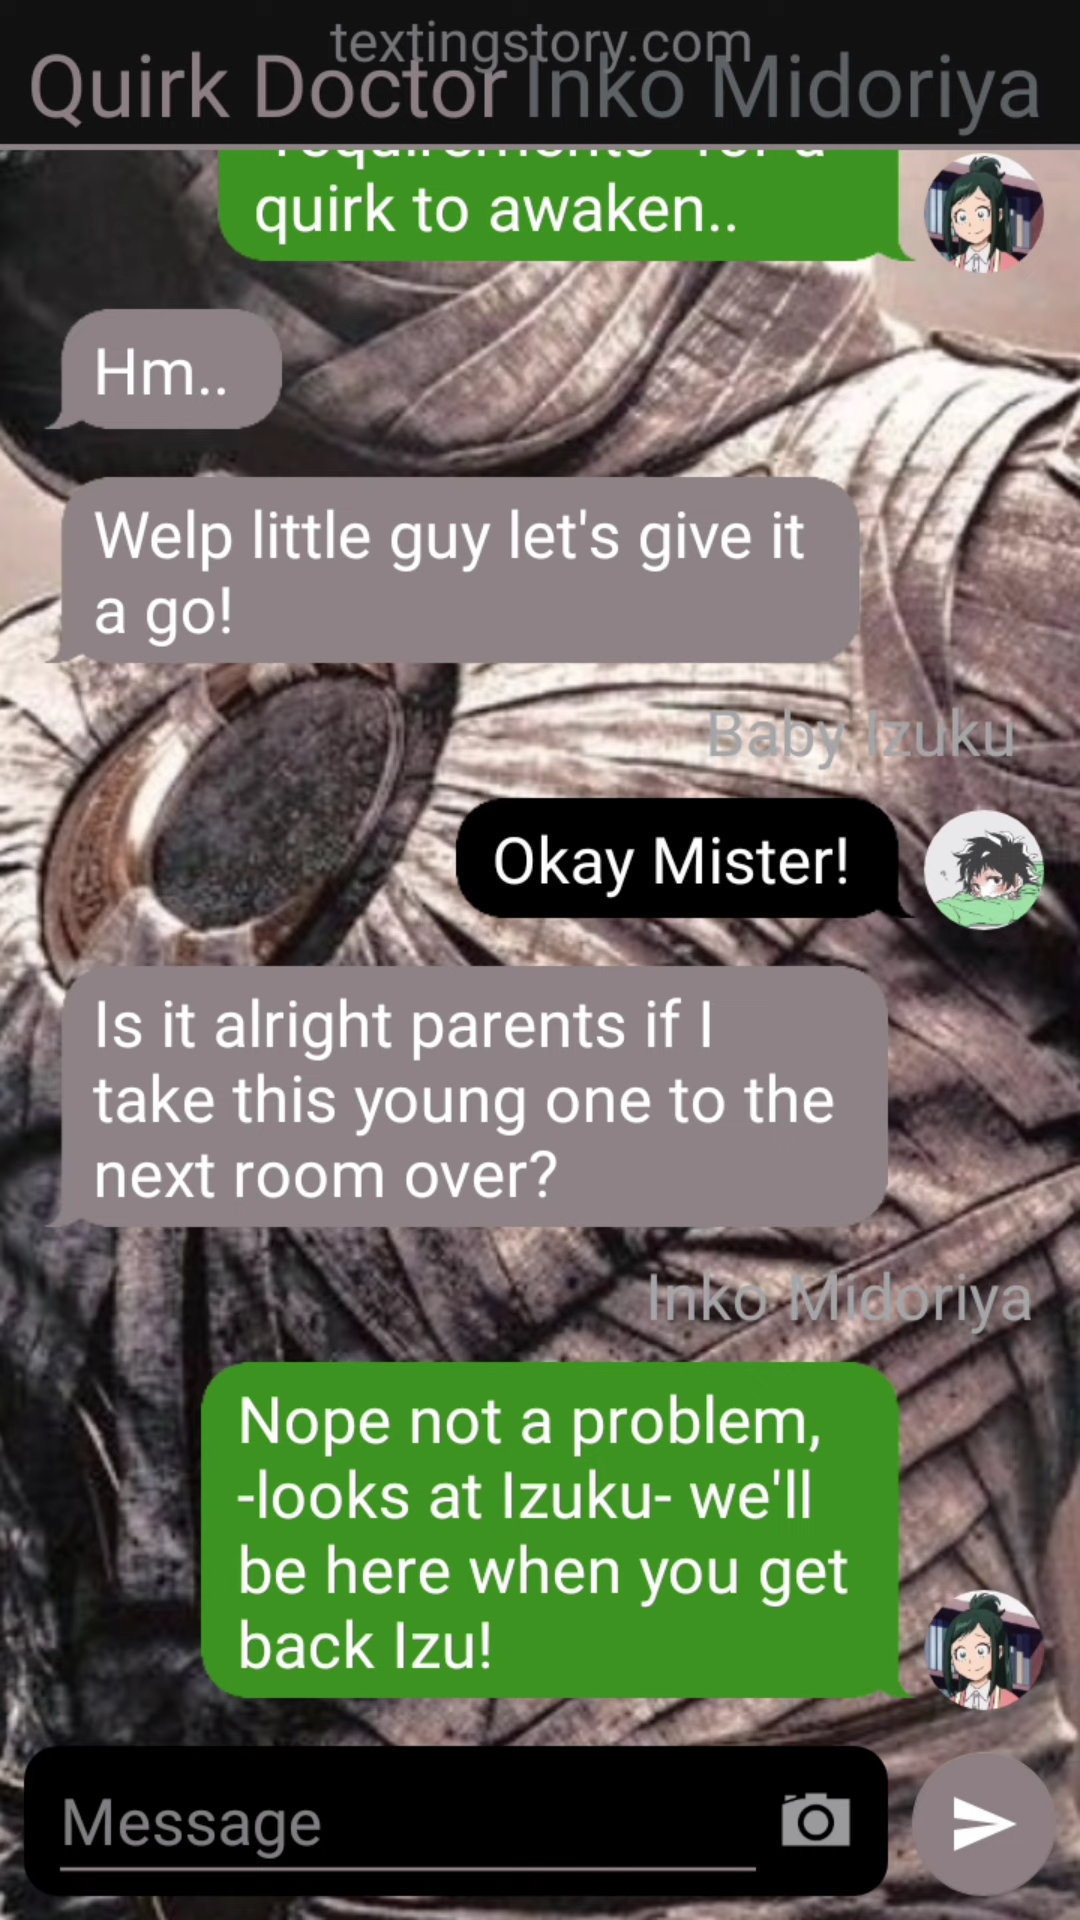 textingstory.com
Quirk Doctor Inko Midoriya
requirements for a
quirk to awaken..
Hm..
Welp little guy let's give it
a go!
Baby Izuku
Okay Mister!
Is it alright parents if I
take this young one to the
next room over?
Inko Midoriya
Nope not a problem,
-looks at Izuku- we'll
be here when you get
back Izu!
Message